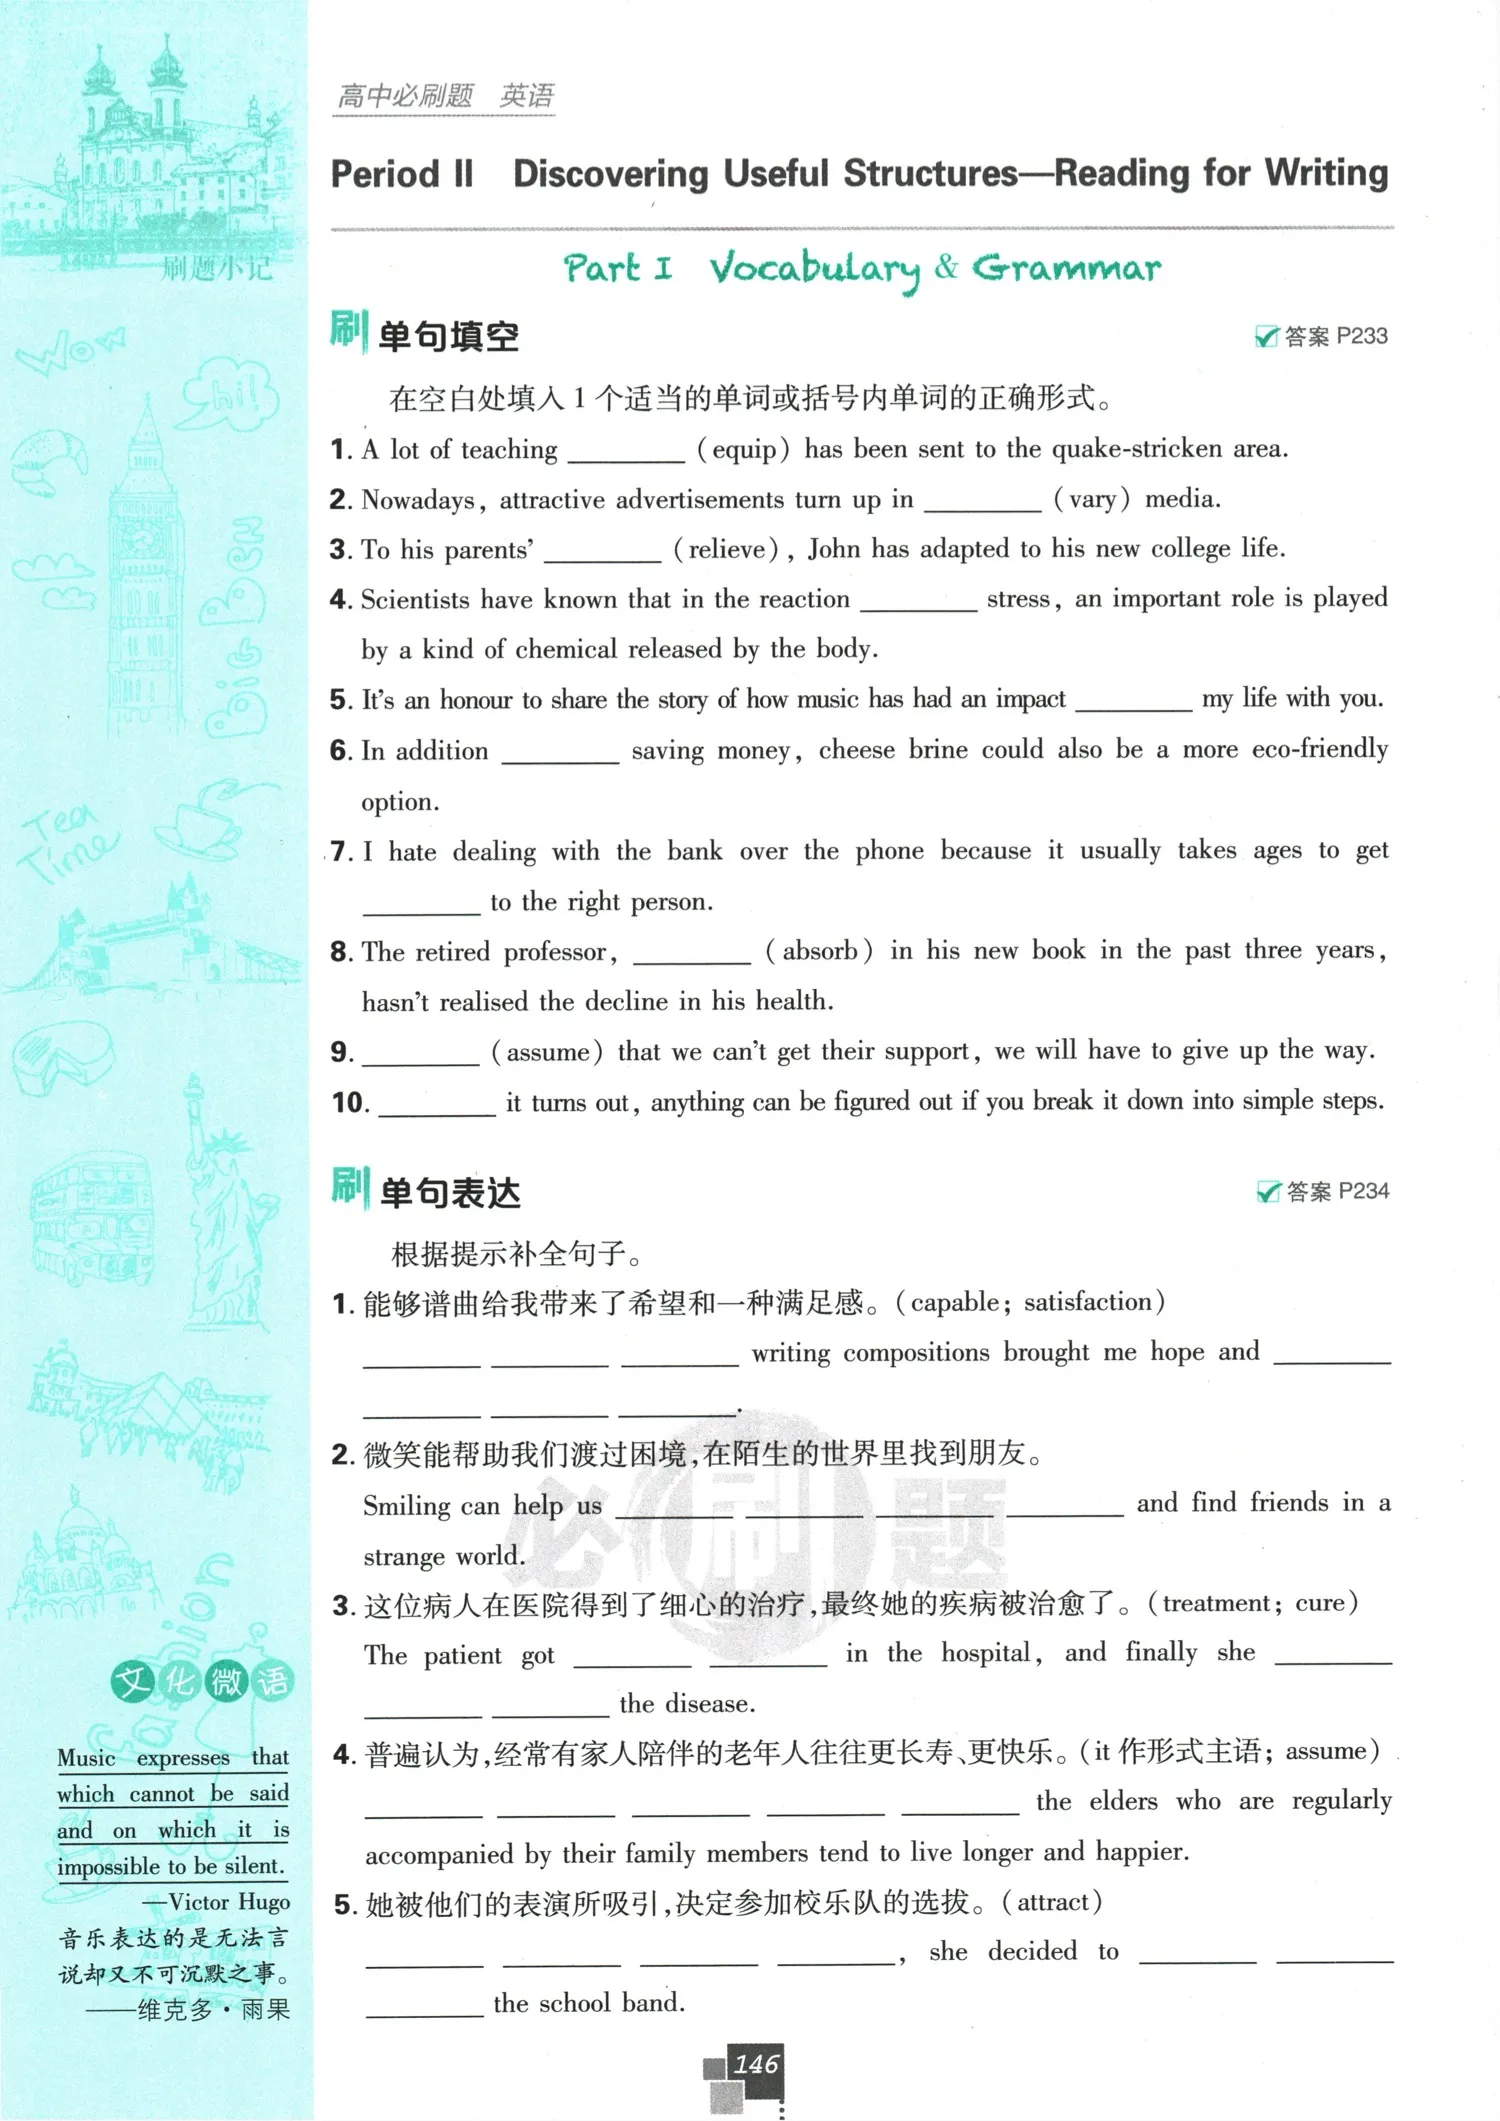 高中必刷题 英语
Period II Discovering Useful Structures—Reading for Writing
Part I Vocabulary & Grammar
刷 单句填空 答案 P233
在空白处填入 1 个适当的单词或括号内单词的正确形式。
1. A lot of teaching ________ (equip) has been sent to the quake-stricken area.
2. Nowadays, attractive advertisements turn up in ________ (vary) media.
3. To his parents' ________ (relieve), John has adapted to his new college life.
4. Scientists have known that in the reaction ________ stress, an important role is played
by a kind of chemical released by the body.
5. It's an honour to share the story of how music has had an impact ________ my life with you.
6. In addition ________ saving money, cheese brine could also be a more eco-friendly
option.
7. I hate dealing with the bank over the phone because it usually takes ages to get
________ to the right person.
8. The retired professor, ________ (absorb) in his new book in the past three years,
hasn't realised the decline in his health.
9. ________ (assume) that we can't get their support, we will have to give up the way.
10. ________ it turns out, anything can be figured out if you break it down into simple steps.
刷 单句表达 答案 P234
根据提示补全句子。
1. 能够谱曲给我带来了希望和一种满足感。(capable; satisfaction)
________ ________ ________ writing compositions brought me hope and ________
________ ________ ________.
2. 微笑能帮助我们渡过困境,在陌生的世界里找到朋友。
Smiling can help us ________ ________ ________ ________ and find friends in a
strange world.
3. 这位病人在医院得到了细心的治疗,最终她的疾病被治愈了。(treatment; cure)
The patient got ________ ________ in the hospital, and finally she ________
________ ________ the disease.
4. 普遍认为,经常有家人陪伴的老年人往往更长寿、更快乐。(it 作形式主语; assume)
________ ________ ________ ________ ________ the elders who are regularly
accompanied by their family members tend to live longer and happier.
5. 她被他们的表演所吸引,决定参加校乐队的选拔。(attract)
________ ________ ________ ________, she decided to ________ ________
________ the school band.
146
刷题小记
Wow
hi!
Big Ben
Tea
Time
文化微语
Music expresses that
which cannot be said
and on which it is
impossible to be silent.
—Victor Hugo
音乐表达的是无法言
说却又不可沉默之事。
——维克多·雨果
必刷题